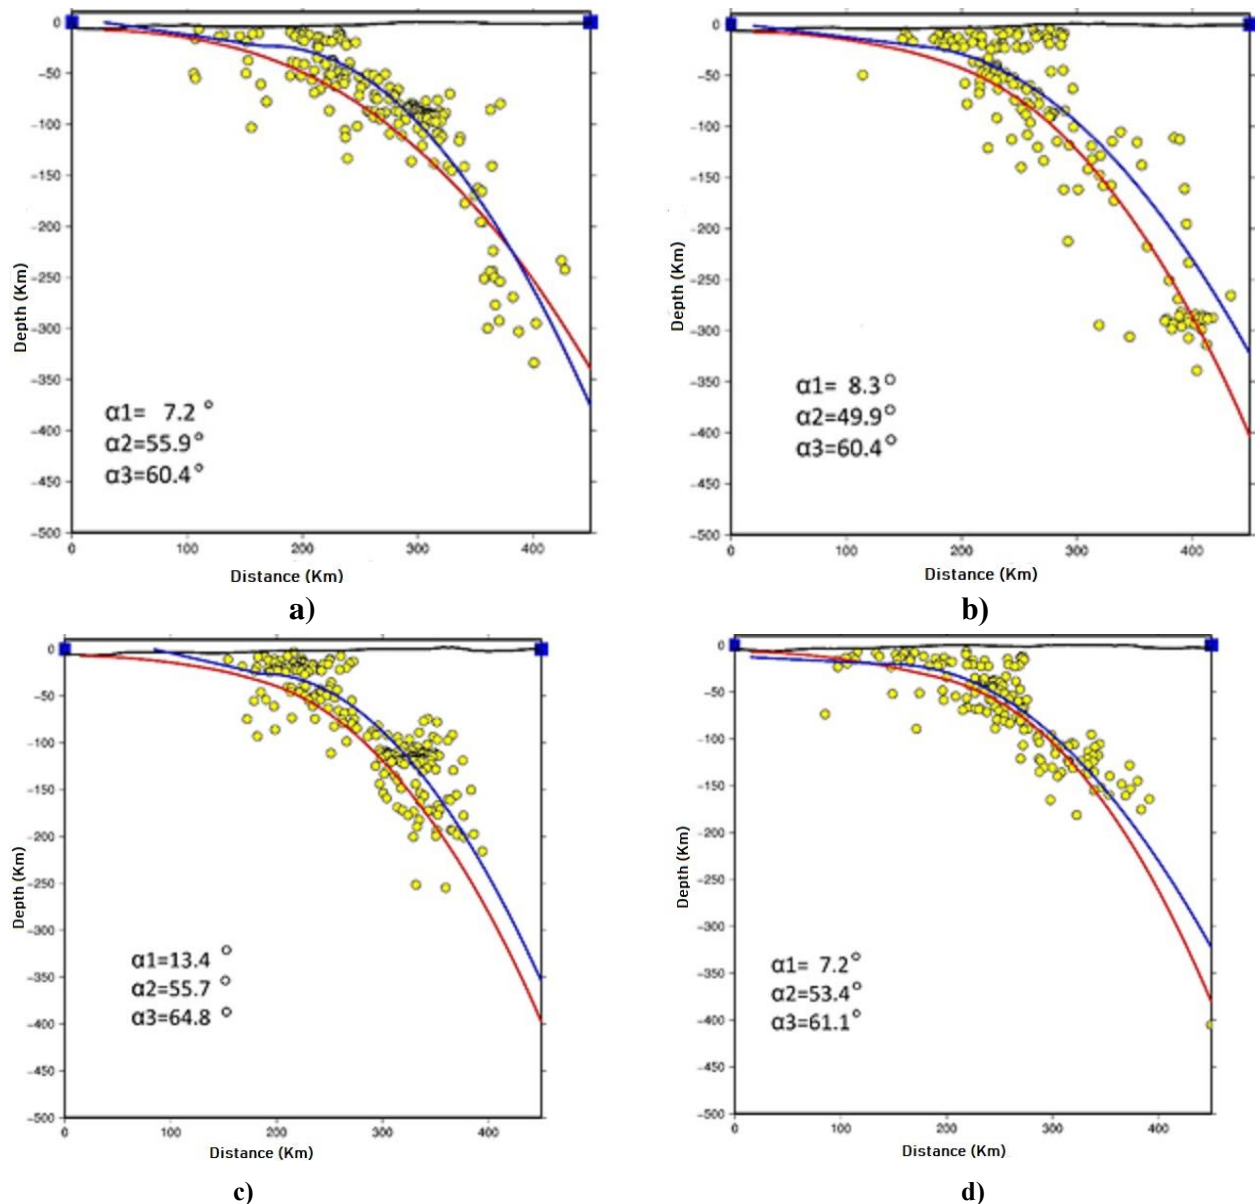 0
-50
-100
-150
-200
-250
-300
-350
-400
-450
-500
Depth (Km)
α1= 7.2°
α2=55.9°
α3=60.4°
0 100 200 300 400
Distance (Km)
a)
0
-50
-100
-150
-200
-250
-300
-350
-400
-450
-500
Depth (Km)
α1= 8.3°
α2=49.9°
α3=60.4°
0 100 200 300 400
Distance (Km)
b)
0
-50
-100
-150
-200
-250
-300
-350
-400
-450
-500
Depth (Km)
α1=13.4°
α2=55.7°
α3=64.8°
0 100 200 300 400
Distance (Km)
c)
0
-50
-100
-150
-200
-250
-300
-350
-400
-450
-500
Depth (Km)
α1= 7.2°
α2=53.4°
α3=61.1°
0 100 200 300 400
Distance (Km)
d)